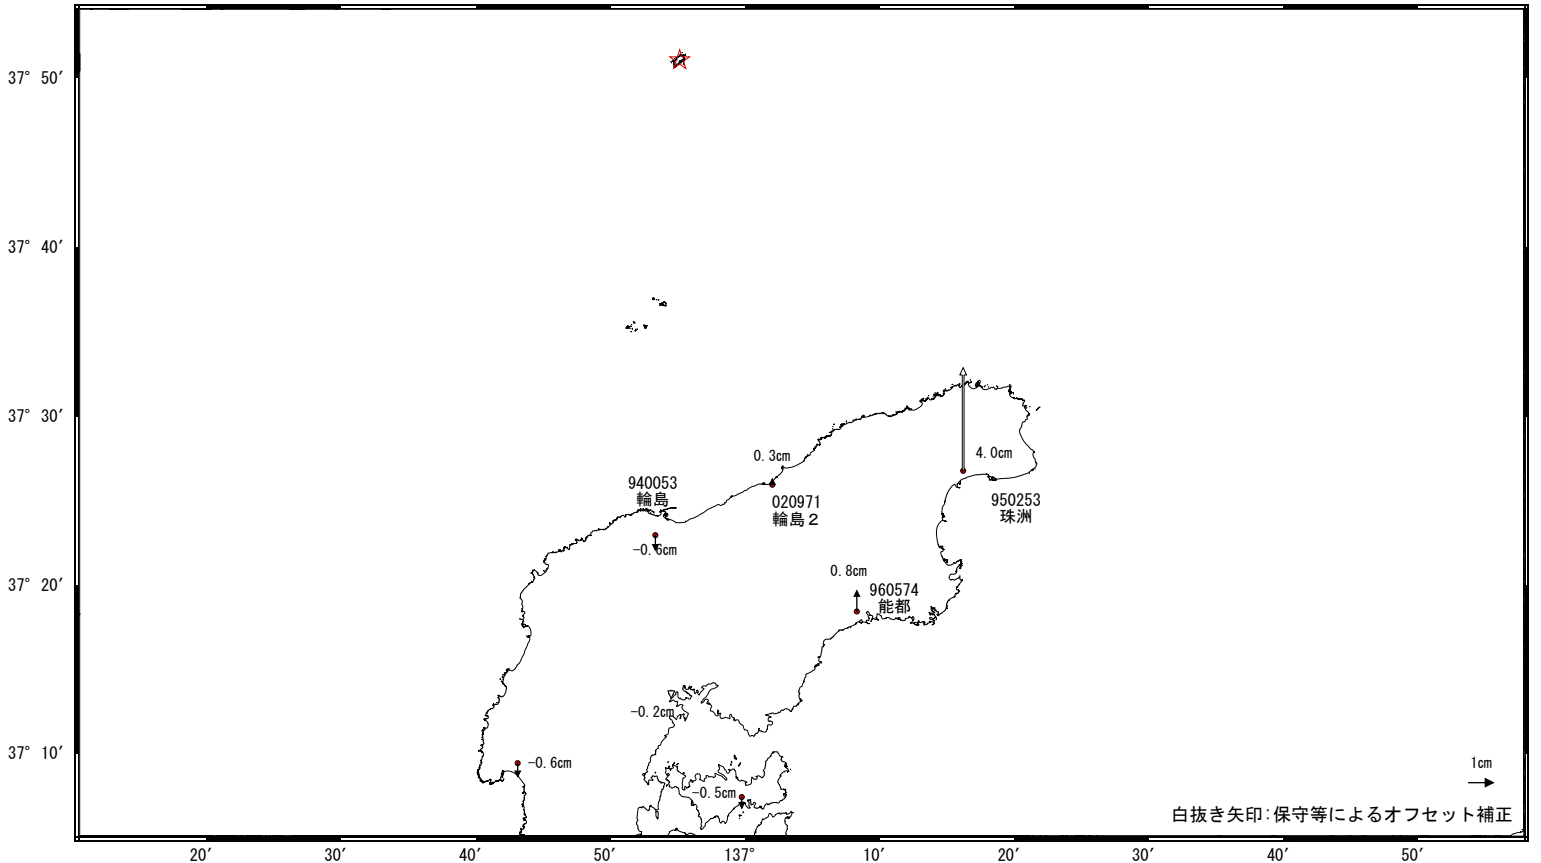 37° 50′
37° 40′
37° 30′
4.0cm
0.3cm
940053
輪島
020971
輪島２
950253
珠洲
-0.6cm
0.8cm
37° 20′
960574
能都
-0.2cm
37° 10′
-0.6cm
1cm
-0.5cm
白抜き矢印:保守等によるオフセット補正
20′ 30′ 40′ 50′ 137° 10′ 20′ 30′ 40′ 50′